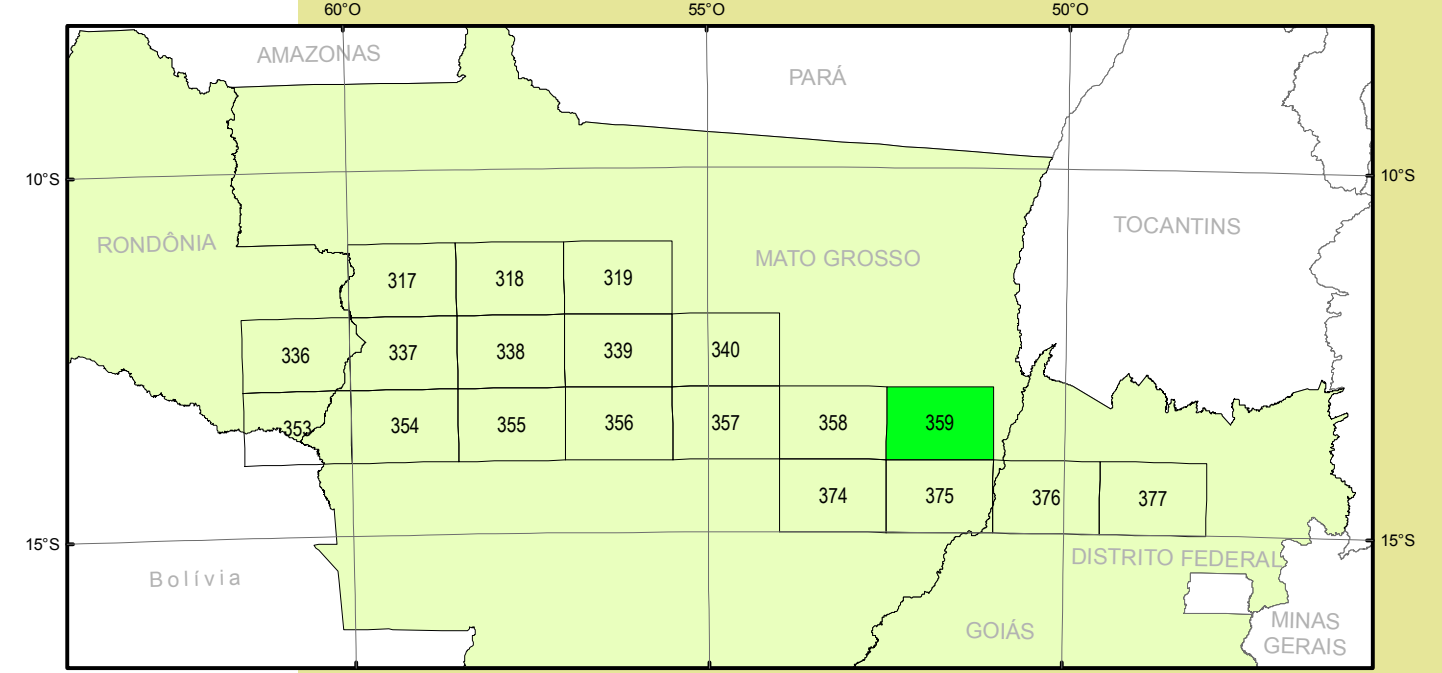 60°O 55°O 50°O
AMAZONAS
PARÁ
10°S 10°S
TOCANTINS
RONDÔNIA
MATO GROSSO
317 318 319
336 337 338 339 340
353 354 355 356 357 358 359
374 375 376 377
15°S 15°S
DISTRITO FEDERAL
Bolívia
GOIÁS
MINAS
GERAIS